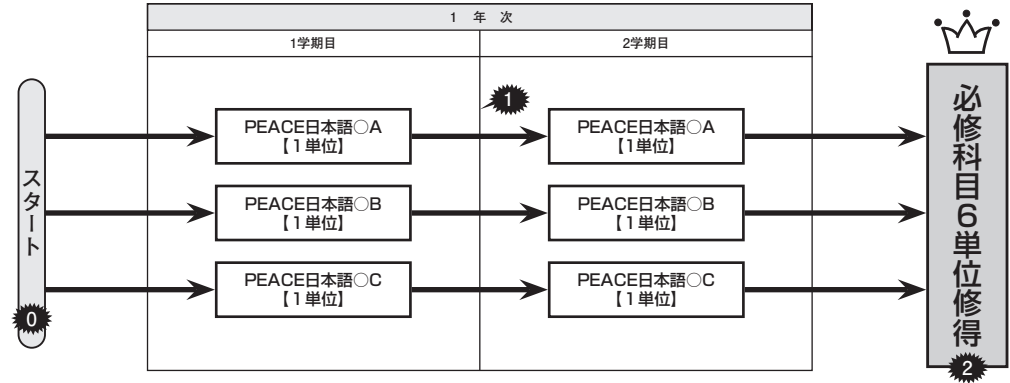 1 年 次
1学期目
2学期目
スタート
0
1
PEACE日本語○A
【1単位】
PEACE日本語○A
【1単位】
PEACE日本語○B
【1単位】
PEACE日本語○B
【1単位】
PEACE日本語○C
【1単位】
PEACE日本語○C
【1単位】
必修科目6単位修得
2